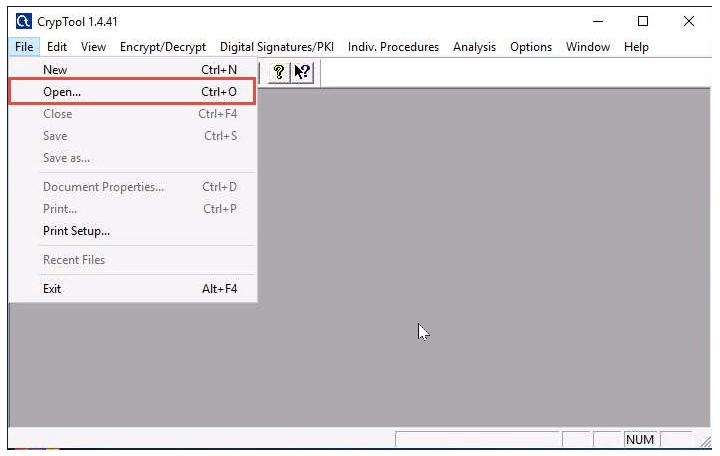 CrypTool 1.4.41
File Edit View Encrypt/Decrypt Digital Signatures/PKI Indiv. Procedures Analysis Options Window Help
New Ctrl+N
Open... Ctrl+O
Close Ctrl+F4
Save Ctrl+S
Save as...
Document Properties... Ctrl+D
Print... Ctrl+P
Print Setup...
Recent Files
Exit Alt+F4
NUM